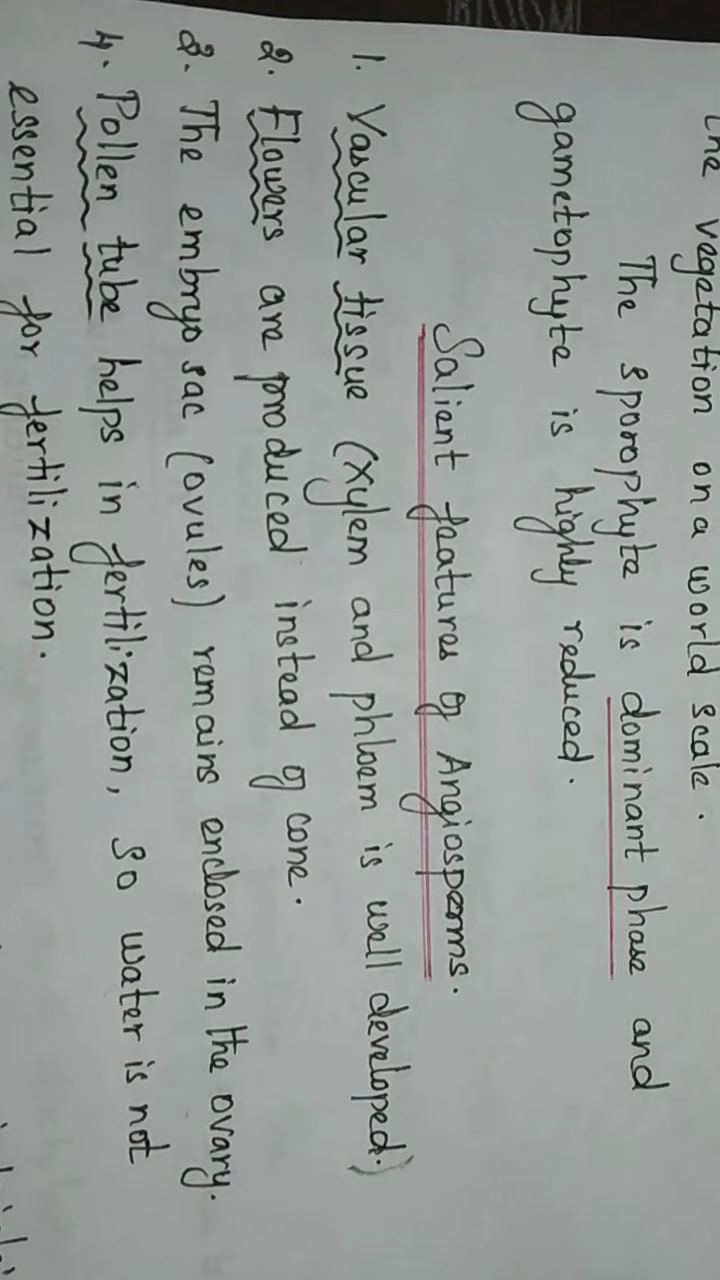 the vegetation on a world scale.
The sporophyte is dominant phase and
gametophyte is highly reduced.
Salient features of Angiosperms.
1. Vascular tissue (xylem and phloem is well developed.)
2. Flowers are produced instead of cone.
3. The embryo sac (ovules) remains enclosed in the ovary.
4. Pollen tube helps in fertilization, so water is not
essential for fertilization.